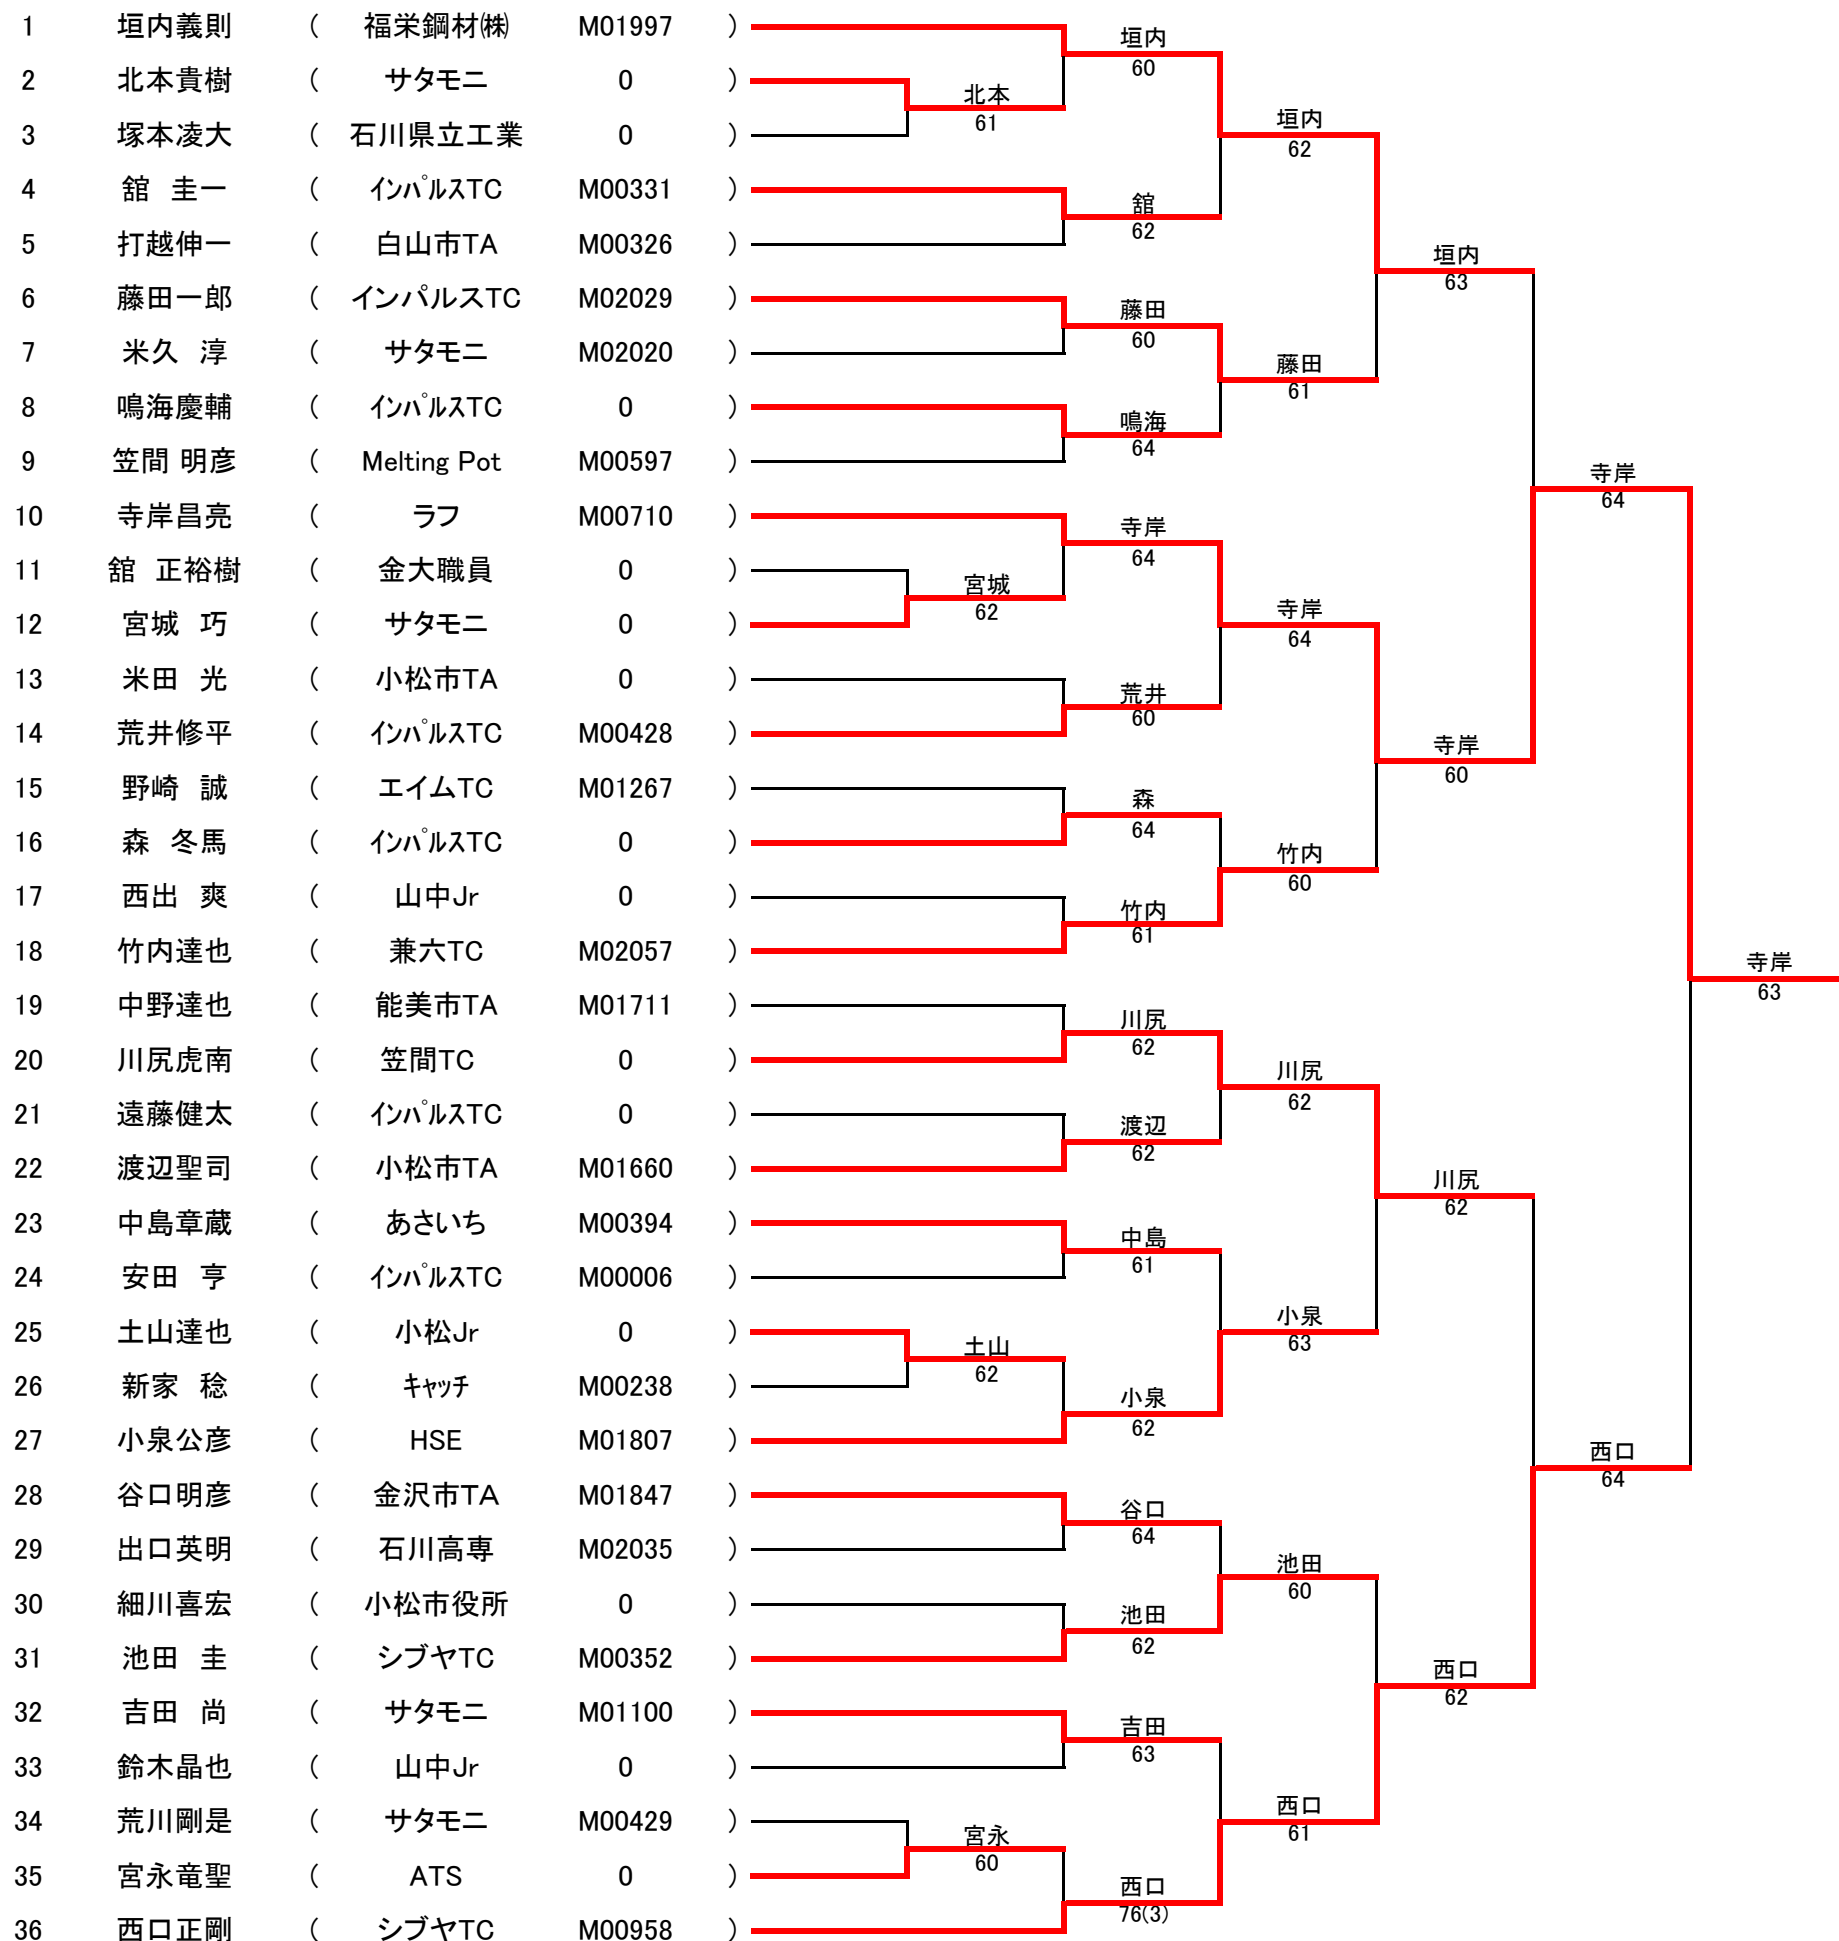 1 垣内義則 ( 福栄鋼材㈱ M01997 )
垣内
60
2 北本貴樹 ( サタモニ 0 )
北本
61
垣内
62
3 塚本凌大 ( 石川県立工業 0 )
4 舘 圭一 ( ｲﾝﾊﾟﾙｽTC M00331 )
舘
62
5 打越伸一 ( 白山市TA M00326 )
垣内
63
6 藤田一郎 ( インパルスTC M02029 )
藤田
60
7 米久 淳 ( サタモニ M02020 )
藤田
61
8 鳴海慶輔 ( ｲﾝﾊﾟﾙｽTC 0 )
鳴海
64
9 笠間 明彦 ( Melting Pot M00597 )
寺岸
64
10 寺岸昌亮 ( ラフ M00710 )
寺岸
64
11 舘 正裕樹 ( 金大職員 0 )
宮城
62
寺岸
64
12 宮城 巧 ( サタモニ 0 )
13 米田 光 ( 小松市TA 0 )
荒井
60
14 荒井修平 ( ｲﾝﾊﾟﾙｽTC M00428 )
寺岸
60
15 野崎 誠 ( エイムTC M01267 )
森
64
16 森 冬馬 ( ｲﾝﾊﾟﾙｽTC 0 )
竹内
60
17 西出 爽 ( 山中Jr 0 )
竹内
61
18 竹内達也 ( 兼六TC M02057 )
寺岸
63
19 中野達也 ( 能美市TA M01711 )
川尻
62
20 川尻虎南 ( 笠間TC 0 )
川尻
62
21 遠藤健太 ( ｲﾝﾊﾟﾙｽTC 0 )
渡辺
62
22 渡辺聖司 ( 小松市TA M01660 )
川尻
62
23 中島章蔵 ( あさいち M00394 )
中島
61
24 安田 亨 ( ｲﾝﾊﾟﾙｽTC M00006 )
小泉
63
25 土山達也 ( 小松Jr 0 )
土山
62
26 新家 稔 ( ｷｬｯﾁ M00238 )
小泉
62
27 小泉公彦 ( HSE M01807 )
西口
64
28 谷口明彦 ( 金沢市TA M01847 )
谷口
64
29 出口英明 ( 石川高専 M02035 )
池田
60
30 細川喜宏 ( 小松市役所 0 )
池田
62
31 池田 圭 ( シブヤTC M00352 )
西口
62
32 吉田 尚 ( サタモニ M01100 )
吉田
63
33 鈴木晶也 ( 山中Jr 0 )
西口
61
34 荒川剛是 ( サタモニ M00429 )
宮永
60
35 宮永竜聖 ( ATS 0 )
西口
76(3)
36 西口正剛 ( シブヤTC M00958 )